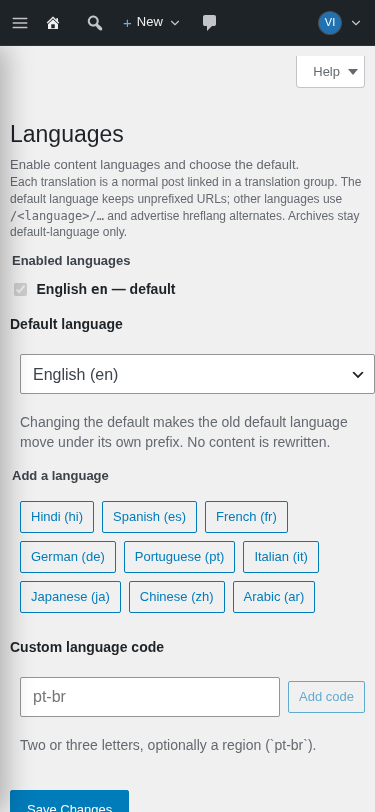 + New
VI
Help
Languages
Enable content languages and choose the default.
Each translation is a normal post linked in a translation group. The
default language keeps unprefixed URLs; other languages use
/<language>/… and advertise hreflang alternates. Archives stay
default-language only.
Enabled languages
English en — default
Default language
English (en)
Changing the default makes the old default language
move under its own prefix. No content is rewritten.
Add a language
Hindi (hi) Spanish (es) French (fr)
German (de) Portuguese (pt) Italian (it)
Japanese (ja) Chinese (zh) Arabic (ar)
Custom language code
pt-br Add code
Two or three letters, optionally a region (`pt-br`).
Save Changes